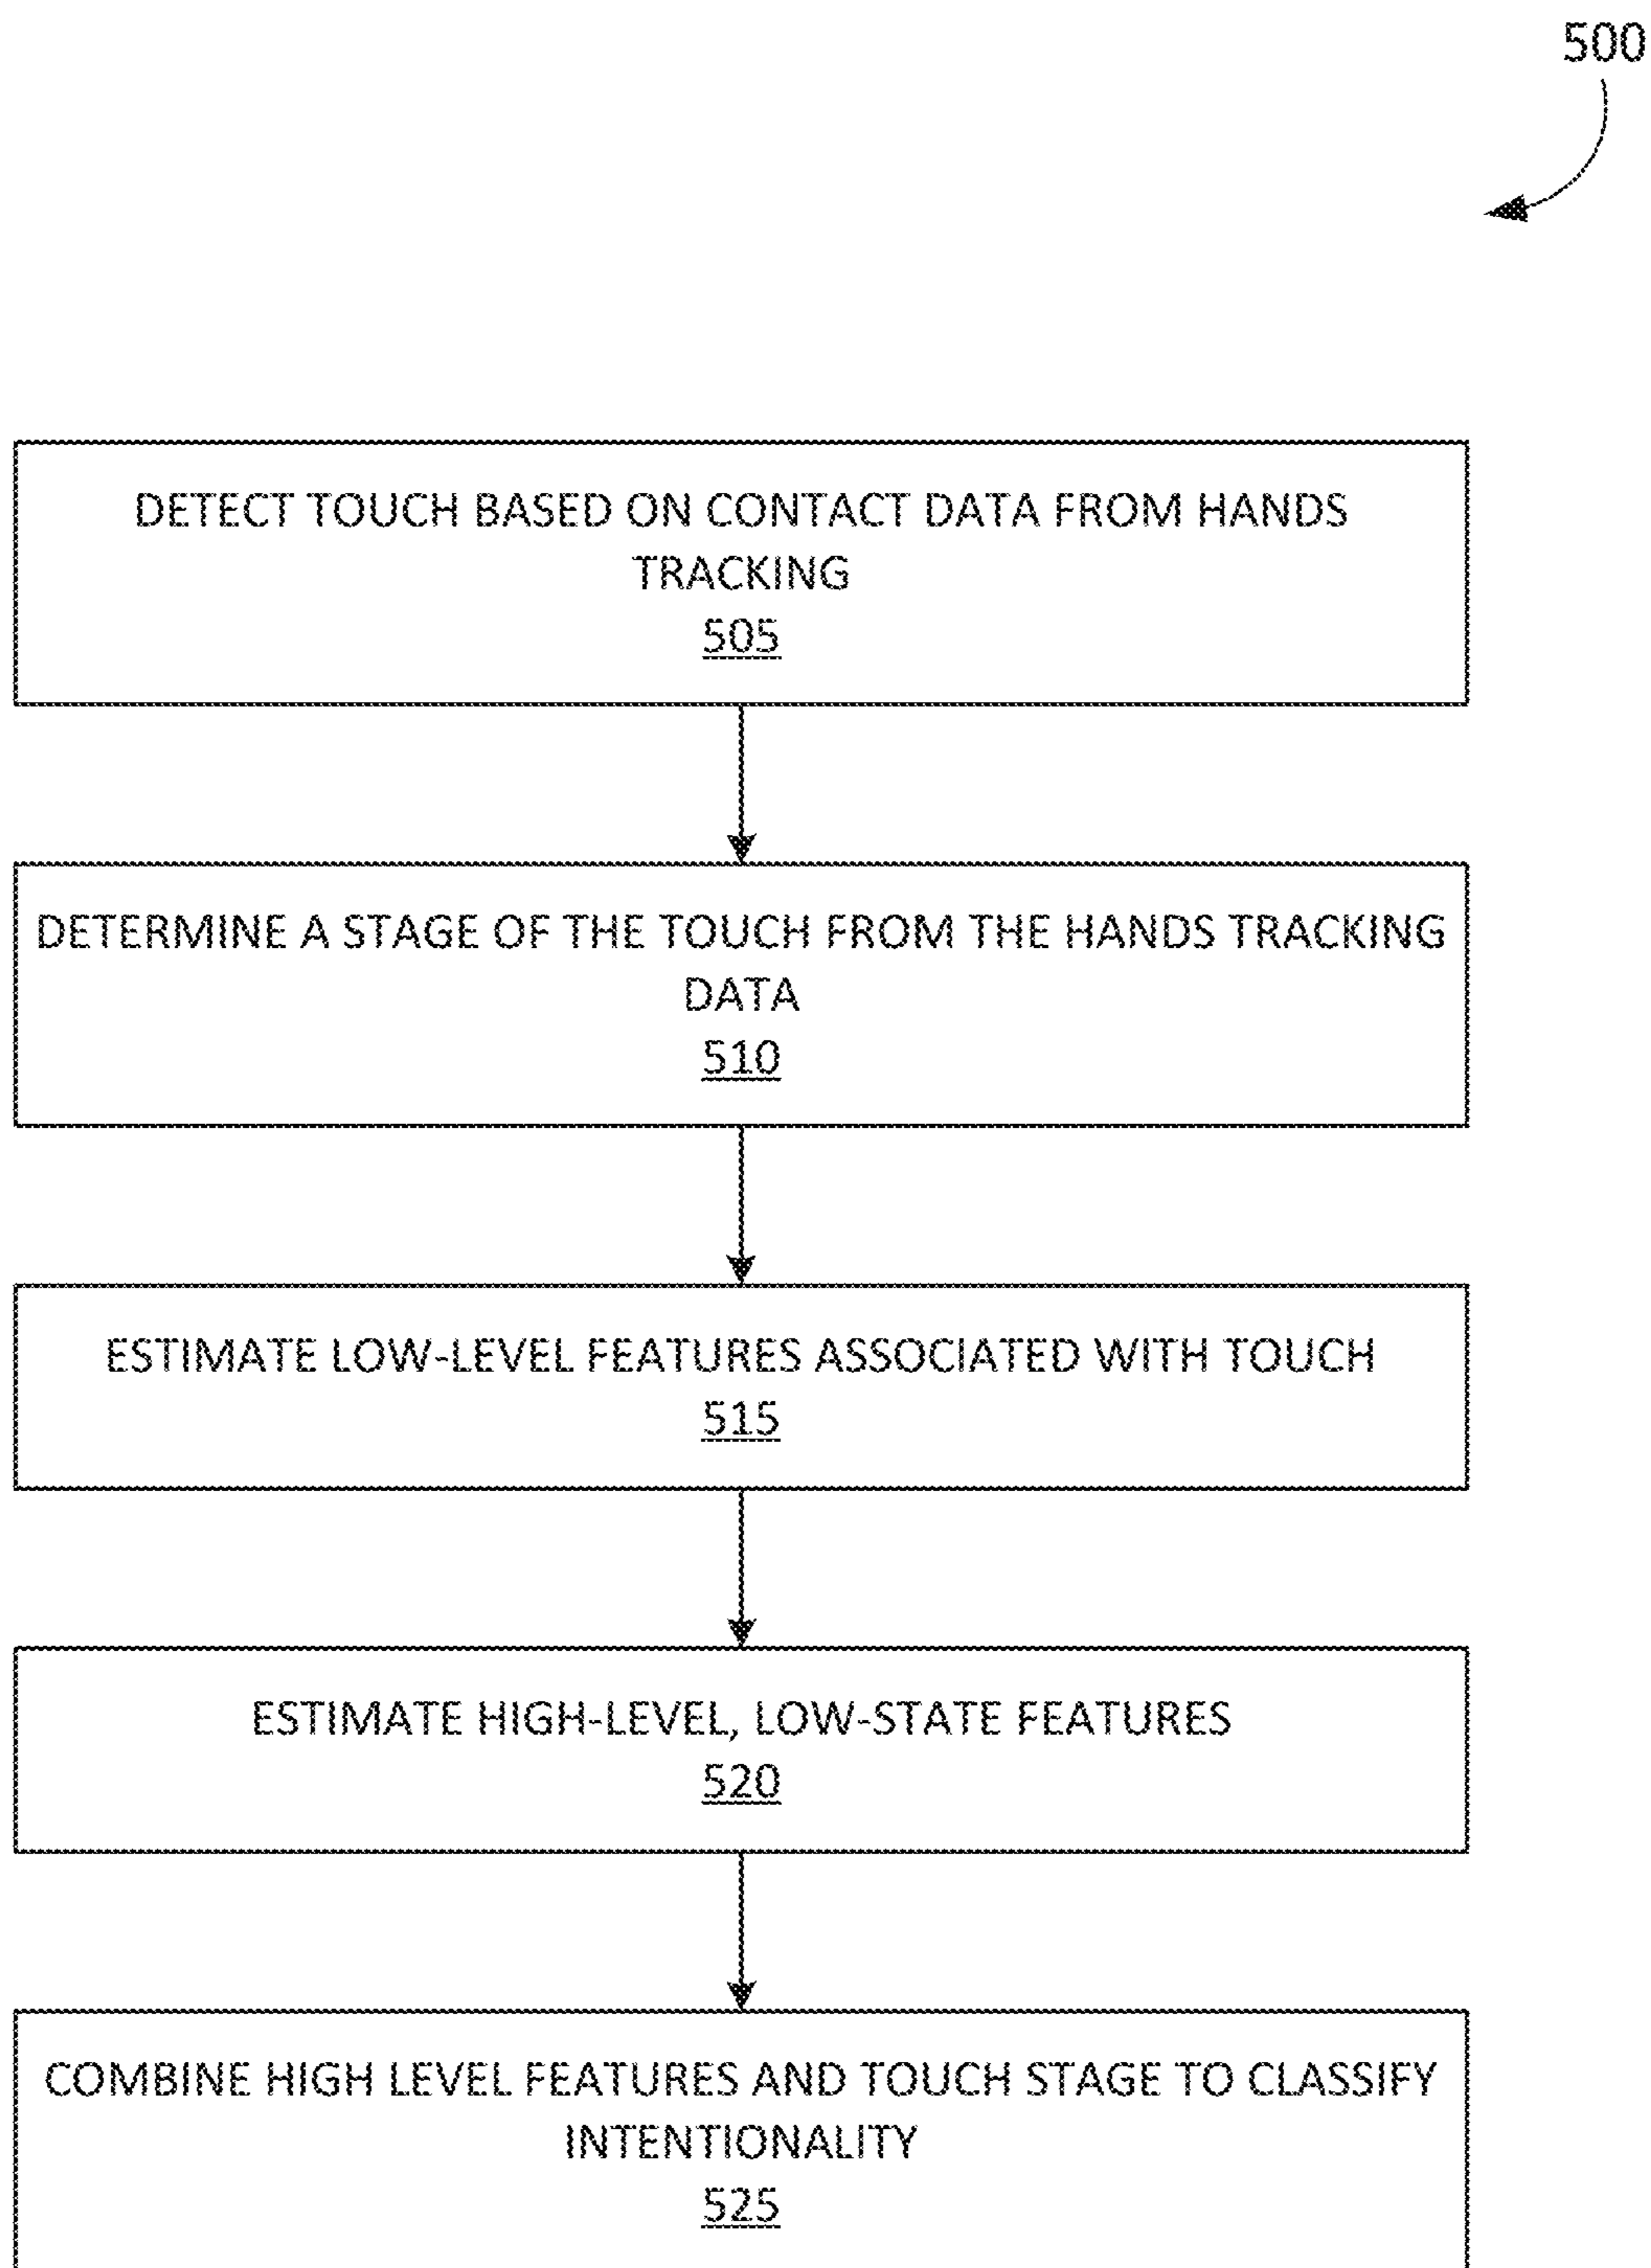 500
DETECT TOUCH BASED ON CONTACT DATA FROM HANDS
TRACKING
505
DETERMINE A STAGE OF THE TOUCH FROM THE HANDS TRACKING
DATA
510
ESTIMATE LOW-LEVEL FEATURES ASSOCIATED WITH TOUCH
515
ESTIMATE HIGH-LEVEL, LOW-STATE FEATURES
520
COMBINE HIGH LEVEL FEATURES AND TOUCH STAGE TO CLASSIFY
INTENTIONALITY
525